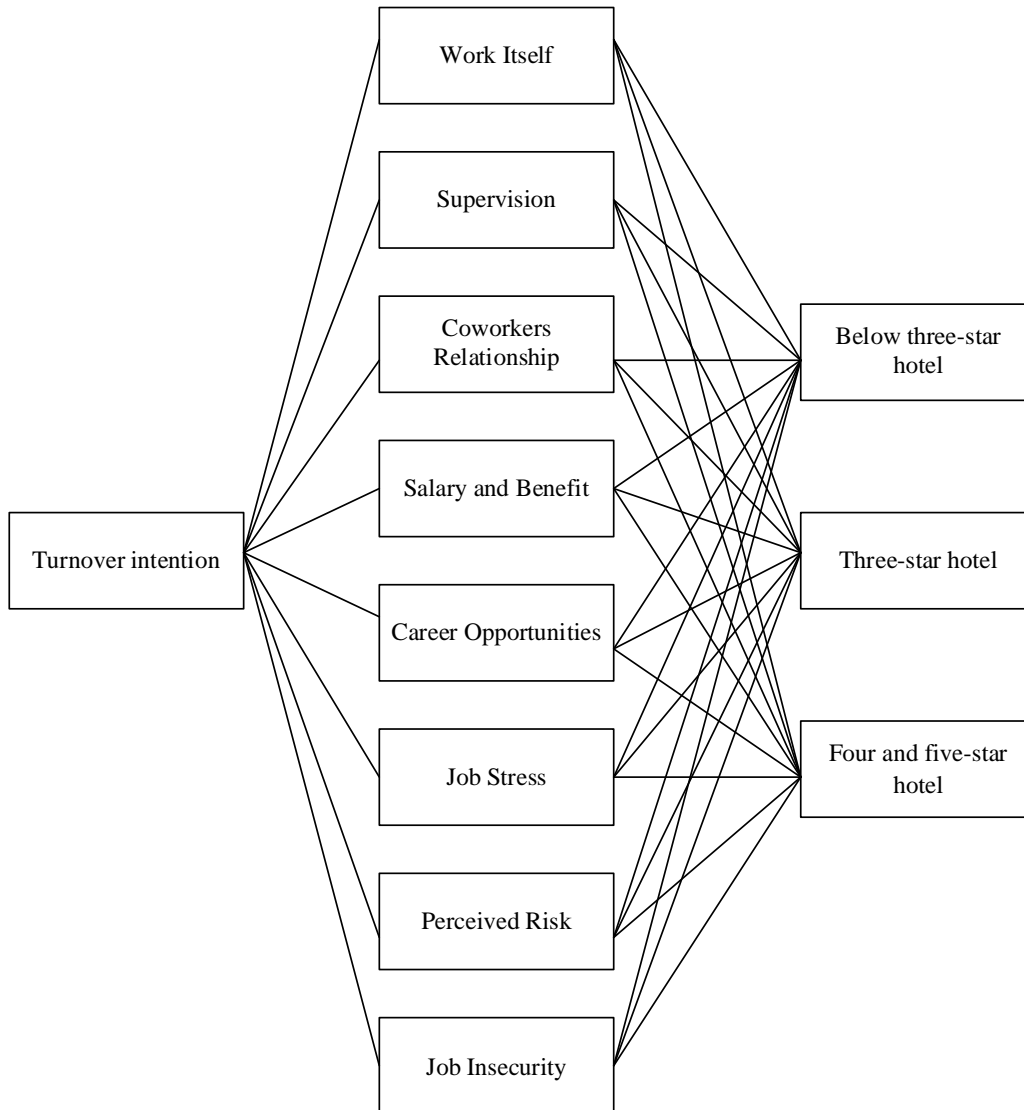 Work Itself
Supervision
Coworkers
Relationship
Salary and Benefit
Career Opportunities
Job Stress
Perceived Risk
Job Insecurity
Turnover intention
Below three-star
hotel
Three-star hotel
Four and five-star
hotel